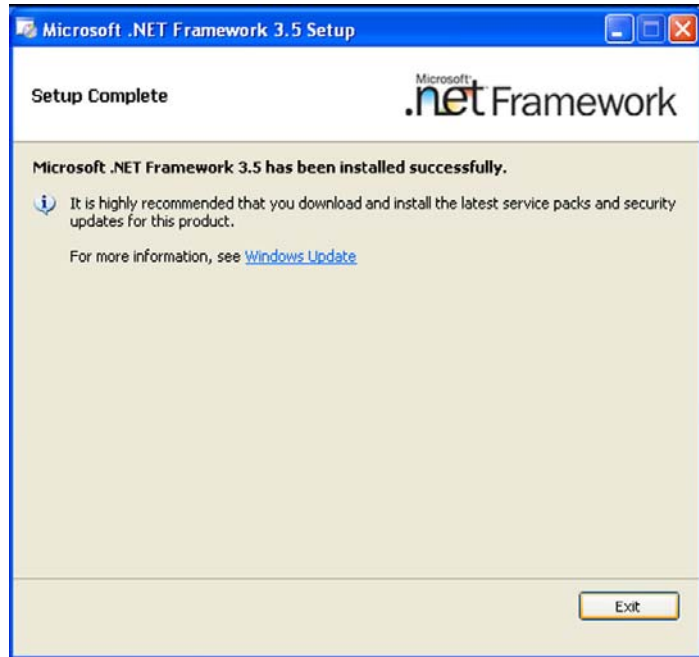 Microsoft .NET Framework 3.5 Setup
Setup Complete
Microsoft
.net Framework
Microsoft .NET Framework 3.5 has been installed successfully.
It is highly recommended that you download and install the latest service packs and security
updates for this product.
For more information, see Windows Update
Exit